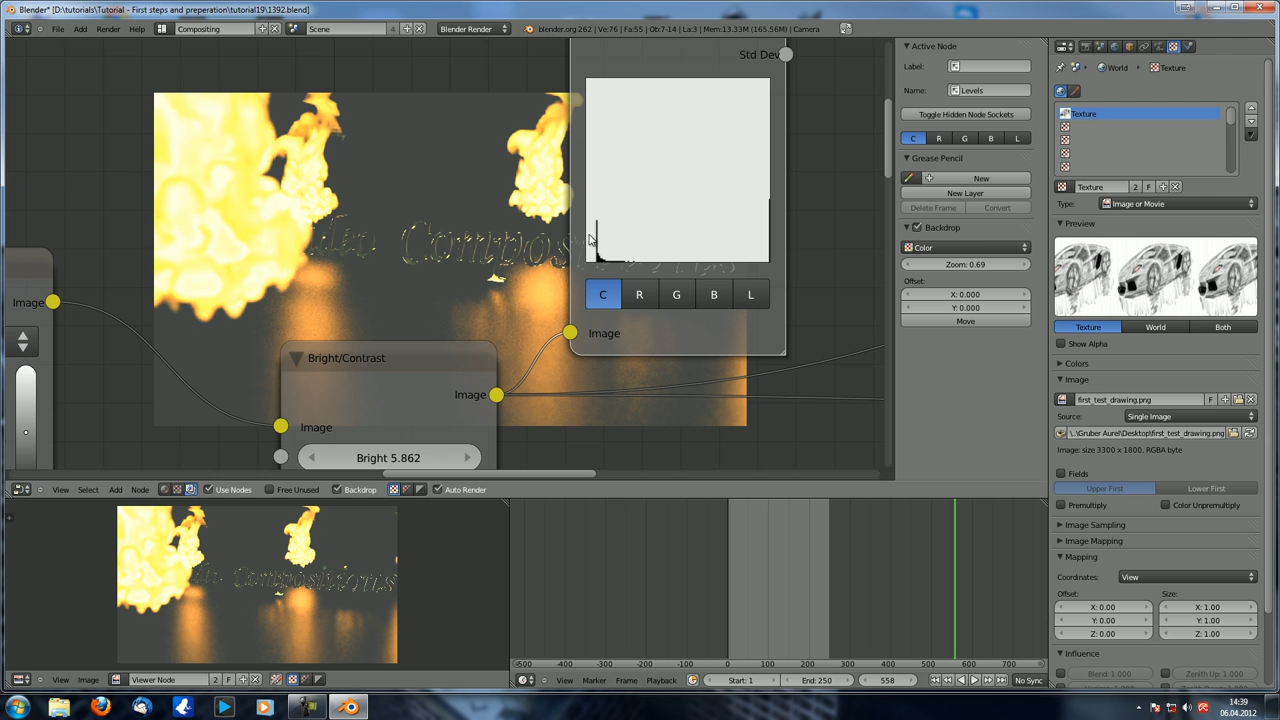 Blender* [D:\tutorials\Tutorial - First steps and preperation\tutorial19\1392.blend]
File Add Render Help Compositing Scene 4 Blender Render blender.org 262 | Ve:76 | Fa:55 | Ob:7-14 | La:3 | Mem:13.33M (165.56M) | Camera
Std Dev
C R G B L
Image
Image
Bright/Contrast
Image
Image
Bright 5.862
Active Node
Label:
Name: Levels
Toggle Hidden Node Sockets
C R G B L
Grease Pencil
New
New Layer
Delete Frame Convert
Backdrop
Color
Zoom: 0.69
Offset:
X: 0.000
Y: 0.000
Move
World Texture
Texture
Texture 2 F
Type: Image or Movie
Preview
Texture World Both
Show Alpha
Colors
Image
first_test_drawing.png F
Source: Single Image
\..\Gruber Aurel\Desktop\first_test_drawing.png
Image: size 3300 x 1800, RGBA byte
Fields
Upper First Lower First
Premultiply Color Unpremultiply
Image Sampling
Image Mapping
Mapping
Coordinates: View
Offset: Size:
X: 0.00 X: 1.00
Y: 0.00 Y: 1.00
Z: 0.00 Z: 1.00
Influence
Blend: 1.000 Zenith Up: 1.000
View Select Add Node Use Nodes Free Unused Backdrop Auto Render
-500 -400 -300 -200 -100 0 100 200 300 400 500 600 700
View Image Viewer Node 2 F
View Marker Frame Playback Start: 1 End: 250 558 No Sync
14:39
06.04.2012